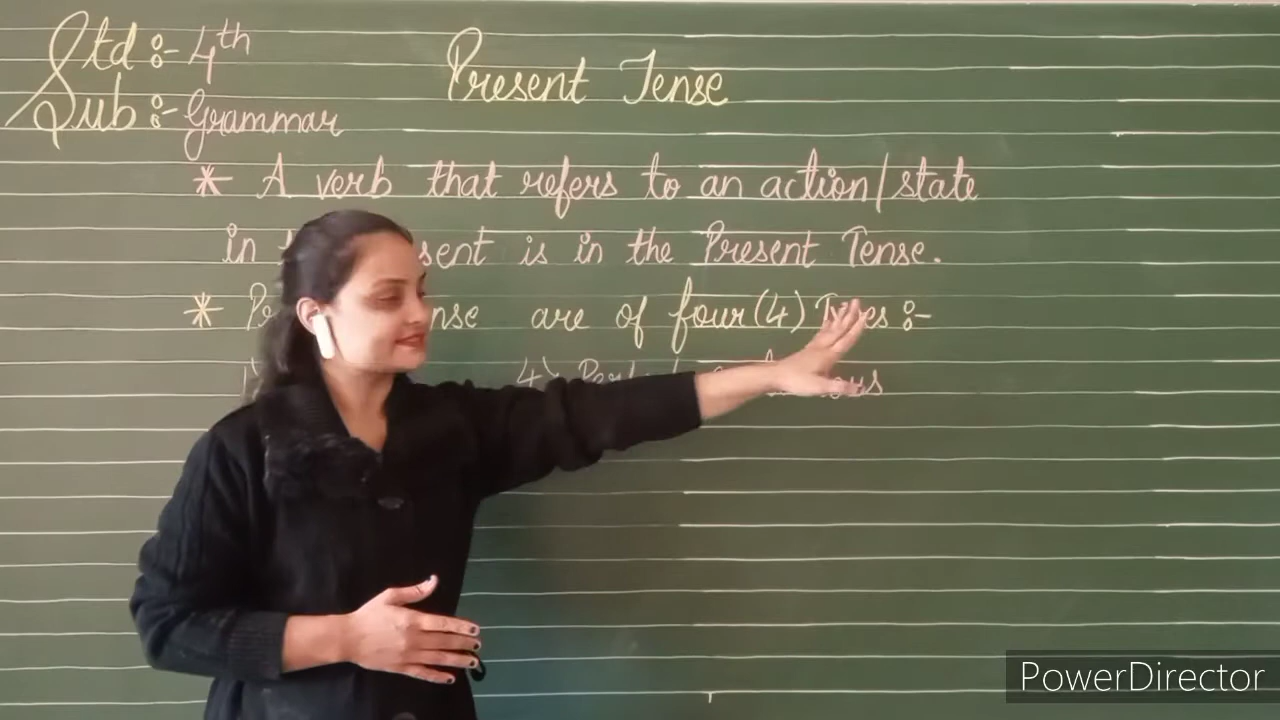 Std :- 4th
Present Tense
Sub :- Grammar
* A verb that refers to an action/state
in is in the Present Tense.
* are of four (4) Types :-
4)
PowerDirector